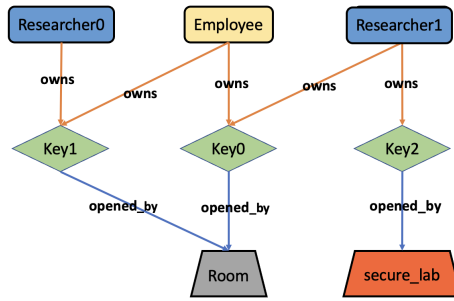 Researcher0
Employee
Researcher1
owns
owns
owns
owns
owns
Key1
Key0
Key2
opened_by
opened_by
opened_by
Room
secure_lab